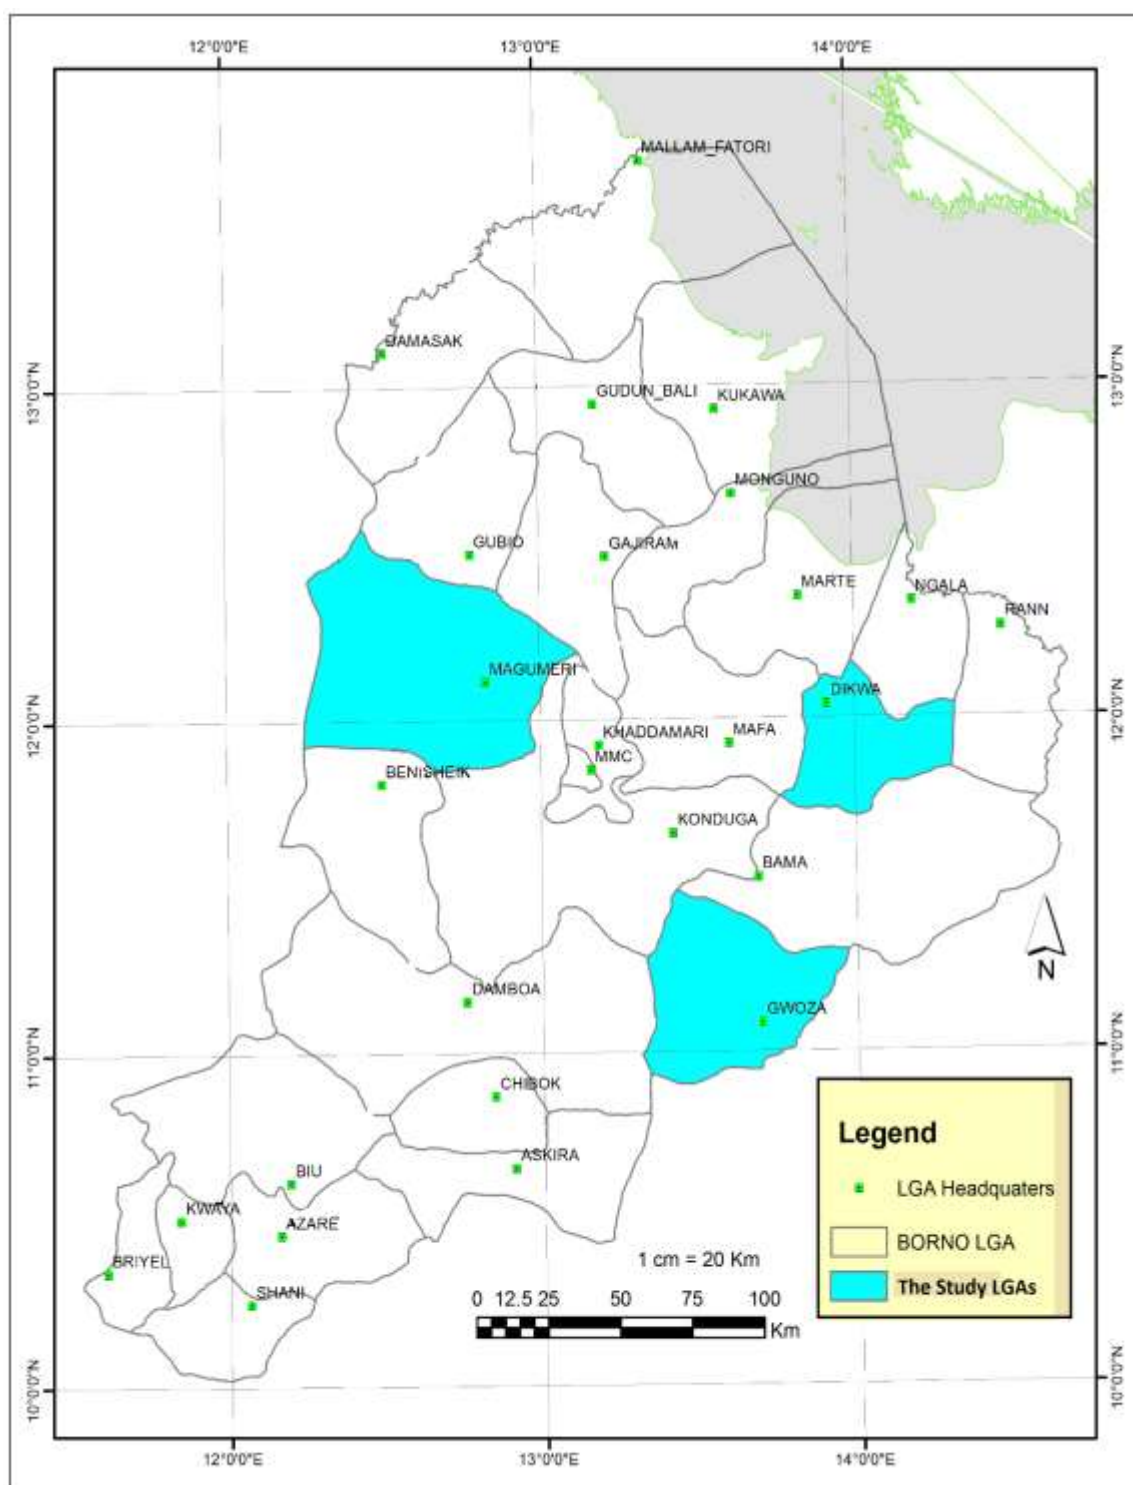 12°0'0"E 13°0'0"E 14°0'0"E
MALLAM_FATORI
DAMASAK
13°0'0"N
13°0'0"N
GUDUN_BALI
KUKAWA
MONGUNO
GUBIO
GAJIRAM
MARTE
NGALA
RANN
MAGUMERI
DIKWA
12°0'0"N
12°0'0"N
KHADDAMARI
MAFA
MMC
BENISHEIK
KONDUGA
BAMA
N
DAMBOA
GWOZA
11°0'0"N
11°0'0"N
CHIBOK
ASKIRA
BIU
KWAYA
AZARE
BRIYEL
SHANI
Legend
LGA Headquaters
BORNO LGA
The Study LGAs
1 cm = 20 Km
0 12.5 25 50 75 100
Km
10°0'0"N
10°0'0"N
12°0'0"E 13°0'0"E 14°0'0"E